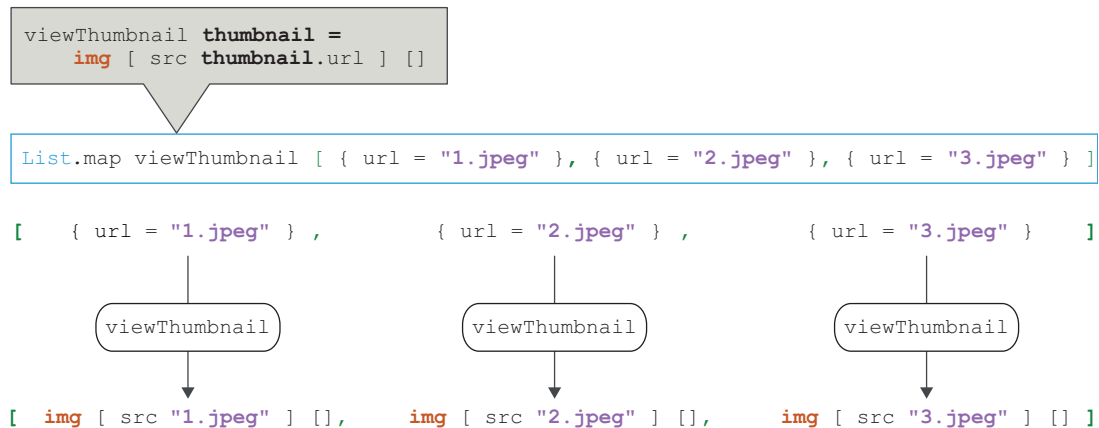 viewThumbnail thumbnail =
img [ src thumbnail.url ] []
List.map viewThumbnail [ { url = "1.jpeg" }, { url = "2.jpeg" }, { url = "3.jpeg" } ]
[ { url = "1.jpeg" } , { url = "2.jpeg" } , { url = "3.jpeg" } ]
viewThumbnail viewThumbnail viewThumbnail
[ img [ src "1.jpeg" ] [], img [ src "2.jpeg" ] [], img [ src "3.jpeg" ] [] ]